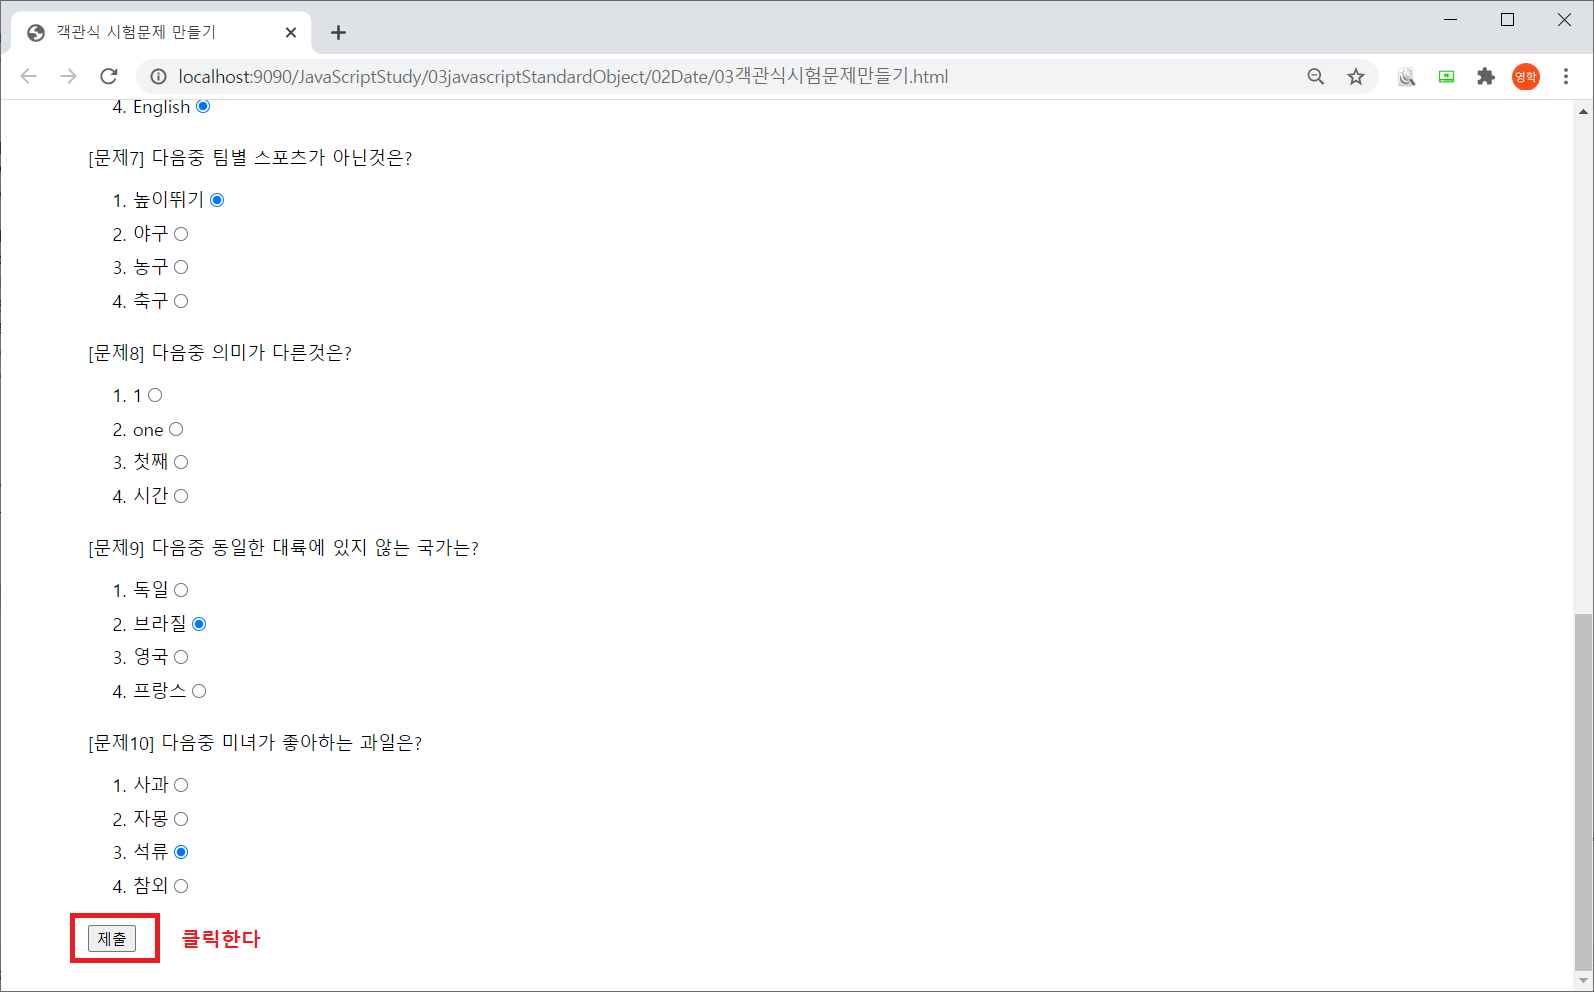 객관식 시험문제 만들기
localhost:9090/JavaScriptStudy/03javascriptStandardObject/02Date/03객관식시험문제만들기.html
영학
4. English
[문제7] 다음중 팀별 스포츠가 아닌것은?
1. 높이뛰기
2. 야구
3. 농구
4. 축구
[문제8] 다음중 의미가 다른것은?
1. 1
2. one
3. 첫째
4. 시간
[문제9] 다음중 동일한 대륙에 있지 않는 국가는?
1. 독일
2. 브라질
3. 영국
4. 프랑스
[문제10] 다음중 미녀가 좋아하는 과일은?
1. 사과
2. 자몽
3. 석류
4. 참외
제출 클릭한다